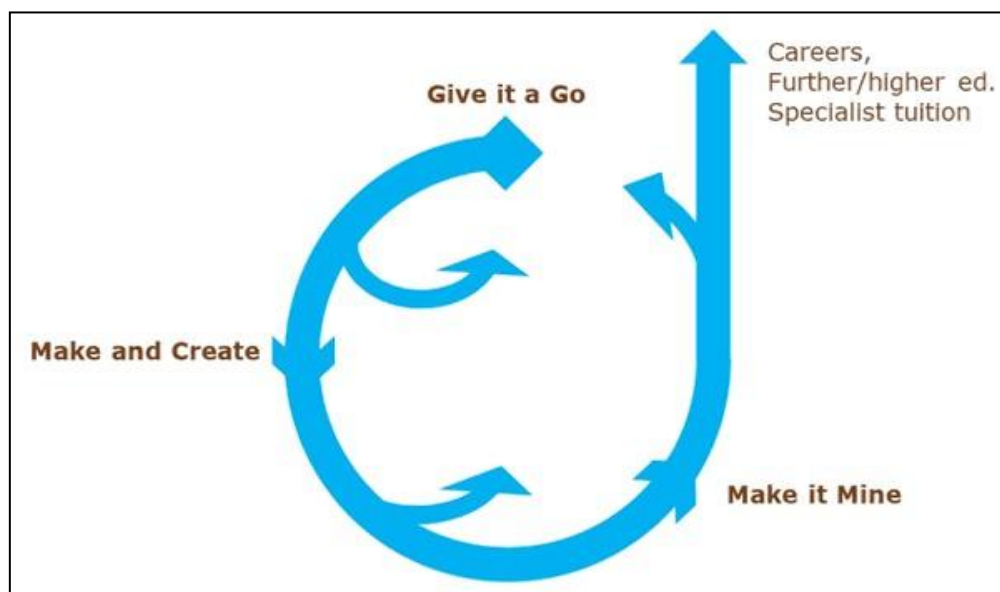 Give it a Go
Careers,
Further/higher ed.
Specialist tuition
Make and Create
Make it Mine